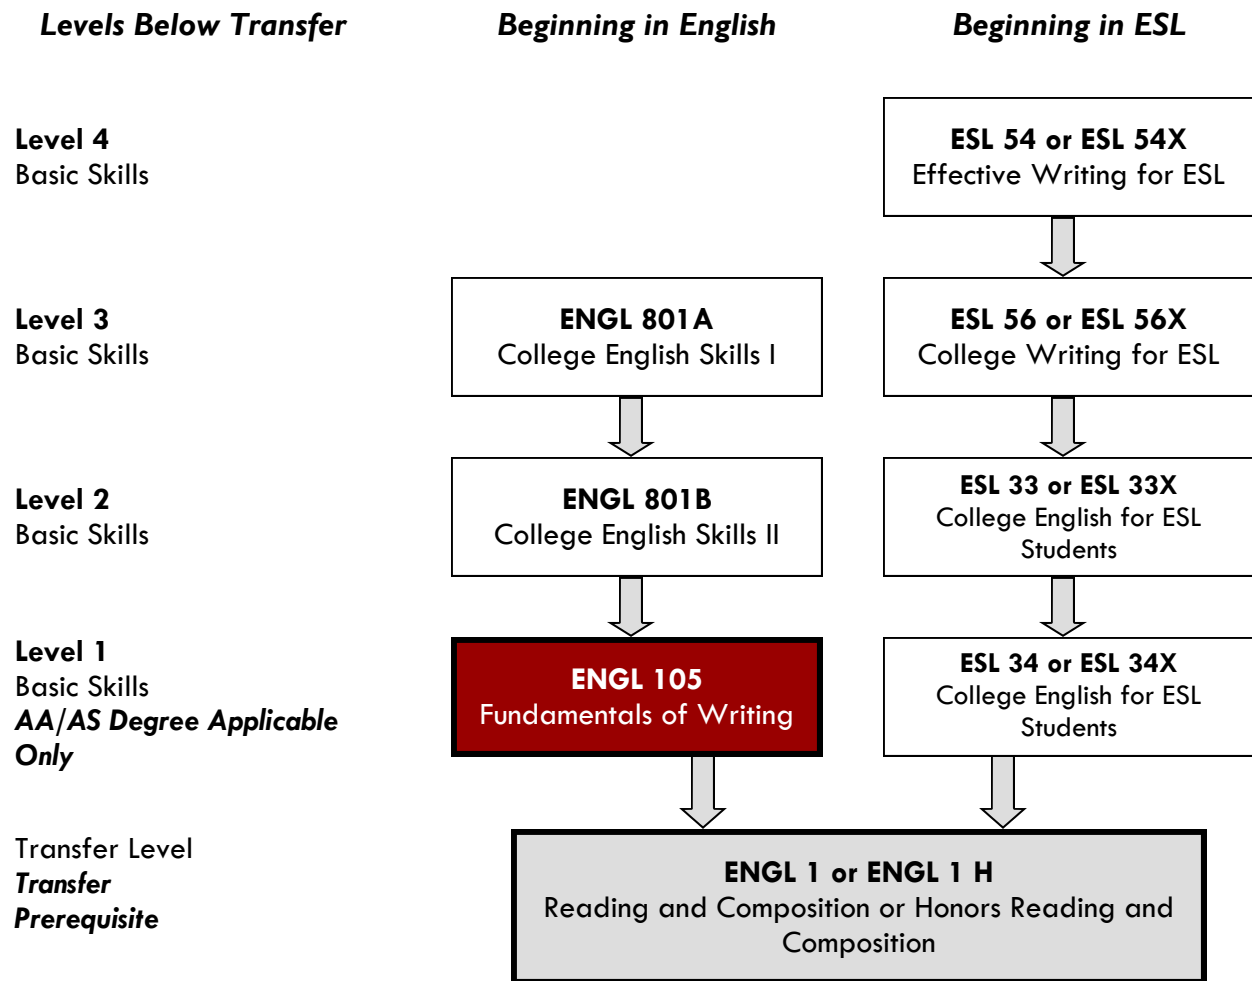 Levels Below Transfer
Beginning in English
Beginning in ESL
Level 4
Basic Skills
ESL 54 or ESL 54X
Effective Writing for ESL
Level 3
Basic Skills
ENGL 801A
College English Skills I
ESL 56 or ESL 56X
College Writing for ESL
Level 2
Basic Skills
ENGL 801B
College English Skills II
ESL 33 or ESL 33X
College English for ESL
Students
Level 1
Basic Skills
AA/AS Degree Applicable
Only
ENGL 105
Fundamentals of Writing
ESL 34 or ESL 34X
College English for ESL
Students
Transfer Level
Transfer
Prerequisite
ENGL 1 or ENGL 1 H
Reading and Composition or Honors Reading and
Composition